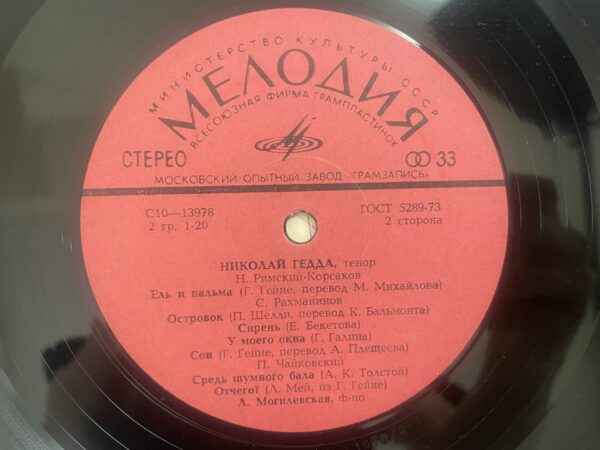 МИНИСТЕРСТВО КУЛЬТУРЫ СССР
МЕЛОДИЯ
ВСЕСОЮЗНАЯ ФИРМА ГРАМПЛАСТИНОК
СТЕРЕО 33
МОСКОВСКИЙ ОПЫТНЫЙ ЗАВОД «ГРАМЗАПИСЬ»
С10—13978 ГОСТ 5289-73
2 гр. 1-20 2 сторона
НИКОЛАЙ ГЕДДА, тенор
Н. Римский-Корсаков
Ель и пальма (Г. Гейне, перевод М. Михайлова)
С. Рахманинов
Островок (П. Шелли, перевод К. Бальмонта)
Сирень (Е. Бекетова)
У моего окна (Г. Галина)
Сон (Г. Гейне, перевод А. Плещеева)
П. Чайковский
Средь шумного бала (А. К. Толстой)
Отчего? (Л. Мей, из Г. Гейне)
Л. Могилевская, ф-но